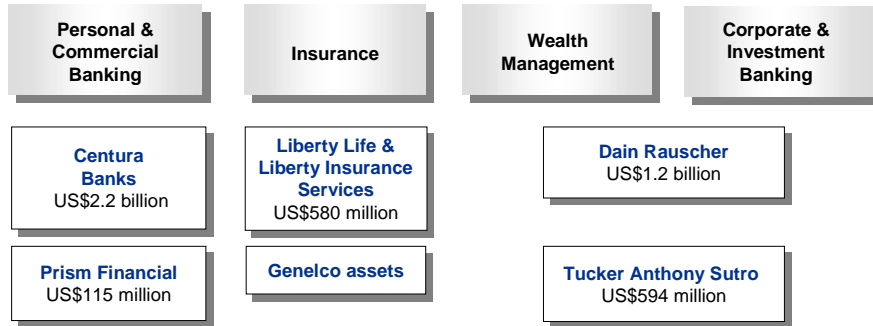 Personal &
Commercial
Banking
Insurance
Wealth
Management
Corporate &
Investment
Banking
Centura
Banks
US$2.2 billion
Liberty Life &
Liberty Insurance
Services
US$580 million
Dain Rauscher
US$1.2 billion
Prism Financial
US$115 million
Genelco assets
Tucker Anthony Sutro
US$594 million